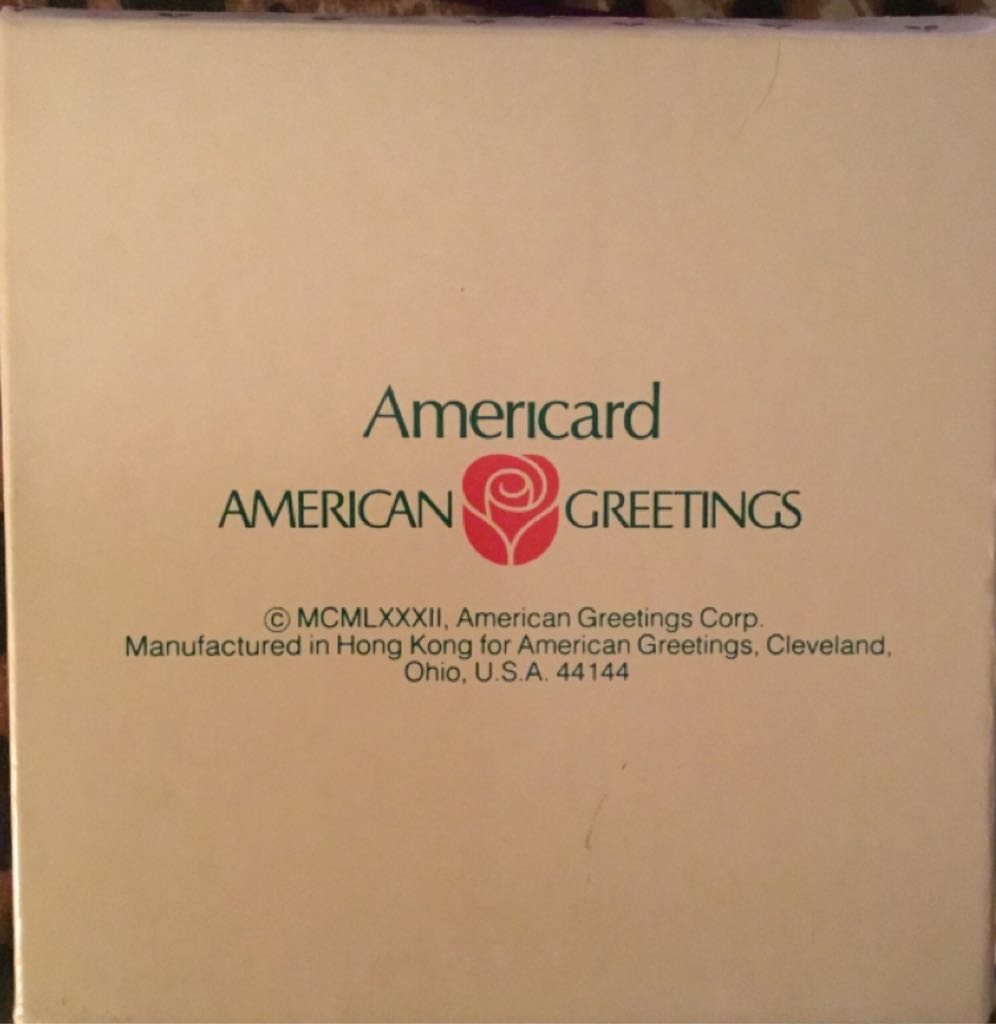 Americard
AMERICAN GREETINGS
© MCMLXXXII, American Greetings Corp.
Manufactured in Hong Kong for American Greetings, Cleveland,
Ohio, U.S.A. 44144